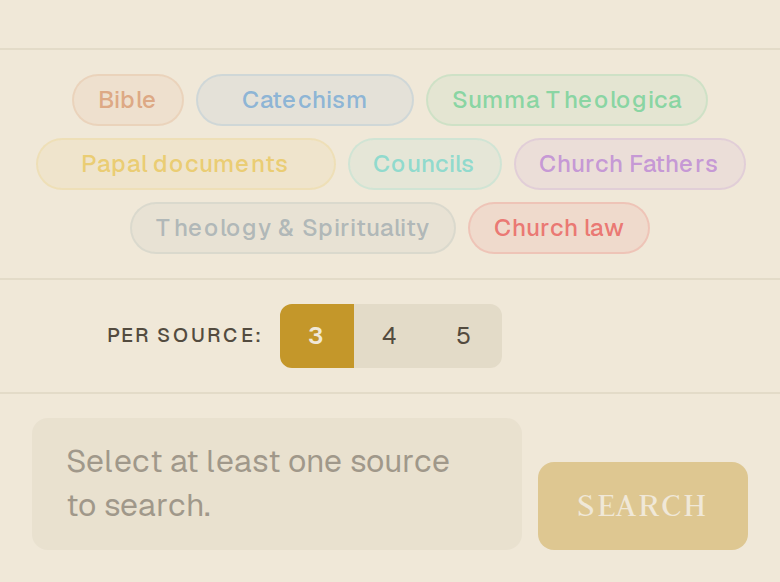 Bible Catechism Summa Theologica
Papal documents Councils Church Fathers
Theology & Spirituality Church law
PER SOURCE: 3 4 5
Select at least one source
to search.
SEARCH